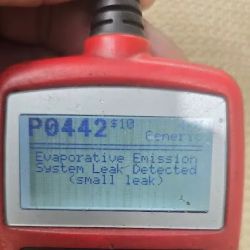 P0442 $10
Generic
Evaporative Emission
System Leak Detected
(small leak)